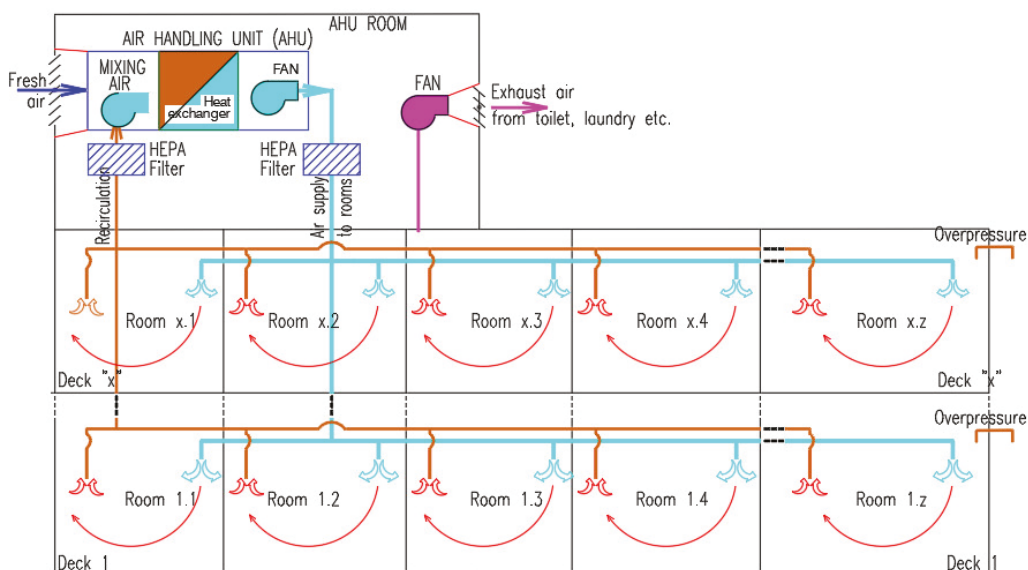 AHU ROOM
AIR HANDLING UNIT (AHU)
Fresh
air
MIXING
AIR
Heat
exchanger
FAN
FAN
Exhaust air
from toilet, laundry etc.
HEPA
Filter
HEPA
Filter
Recirculation
Air supply
to rooms
Overpressure
Room x.1
Room x.2
Room x.3
Room x.4
Room x.z
Deck "x"
Deck "x"
Overpressure
Room 1.1
Room 1.2
Room 1.3
Room 1.4
Room 1.z
Deck 1
Deck 1